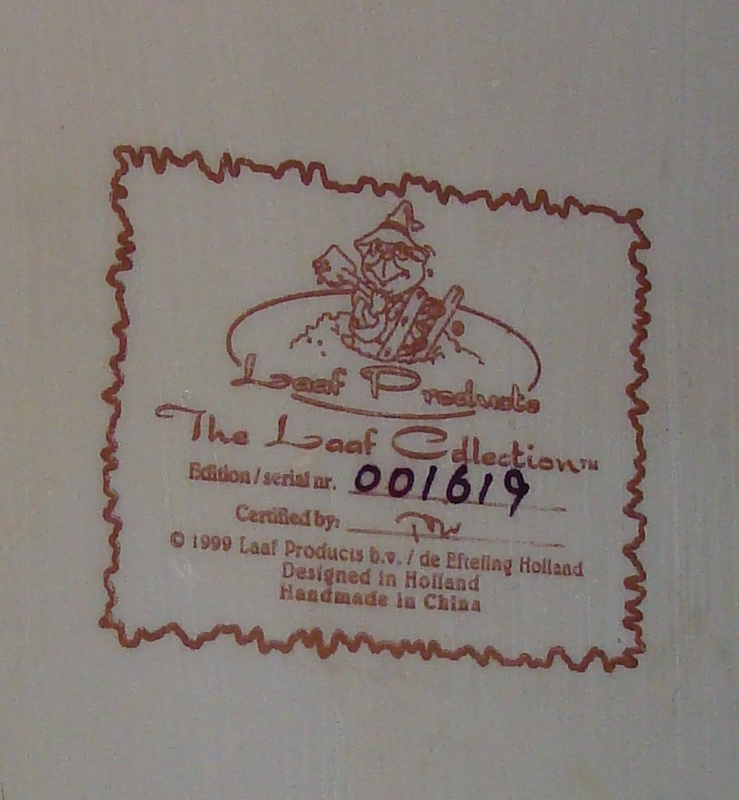 Laaf Products
The Laaf Collection™
Edition / serial nr. 001619
Certified by:
© 1999 Laaf Products b.v. / de Efteling Holland
Designed in Holland
Handmade in China